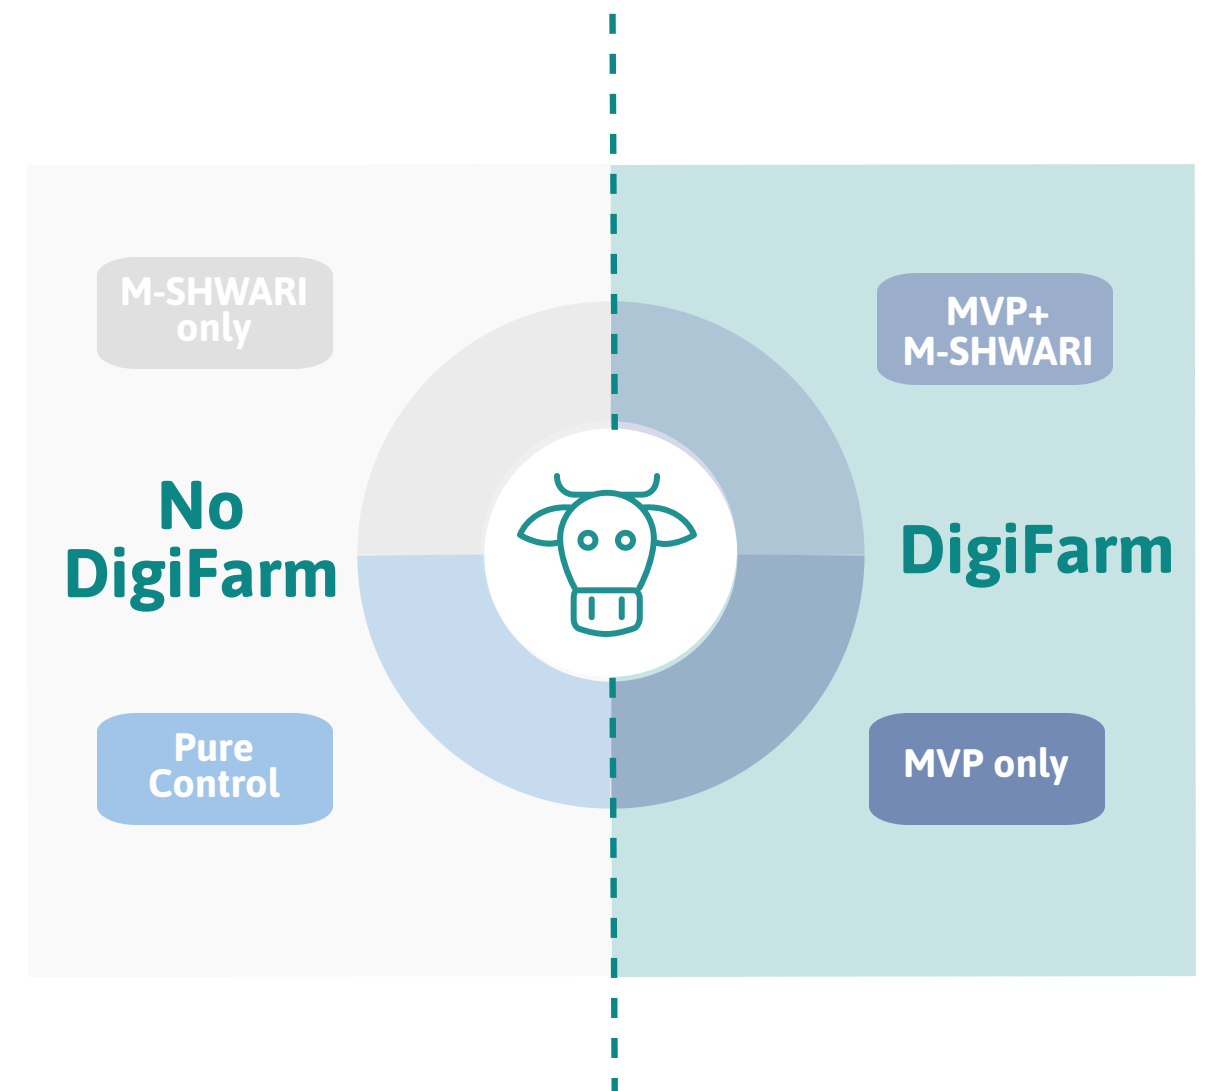 M-SHWARI
only
No
DigiFarm
Pure
Control
MVP+
M-SHWARI
DigiFarm
MVP only